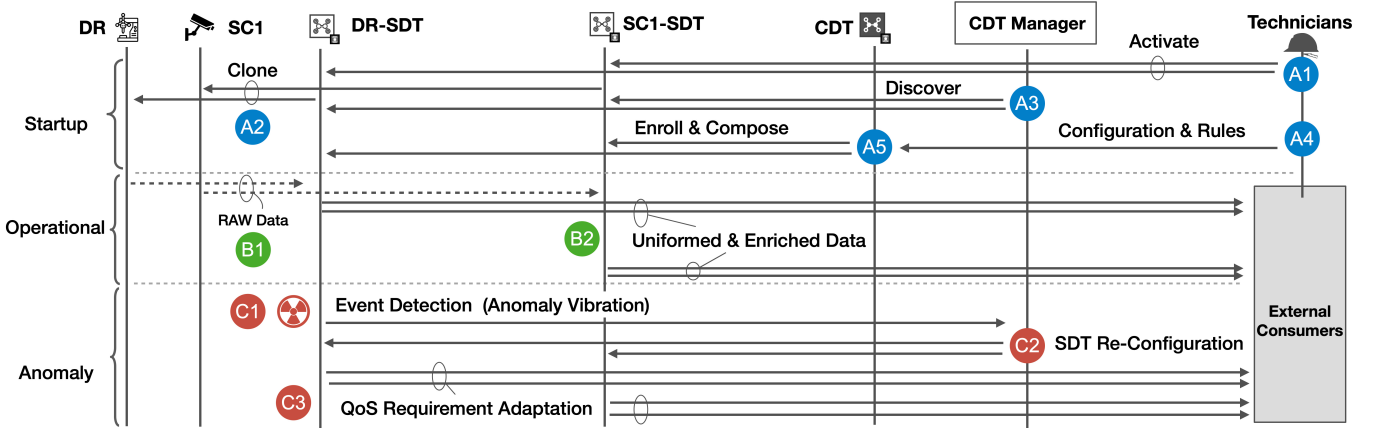 DR
SC1
DR-SDT
SC1-SDT
CDT
CDT Manager
Technicians
Activate
A1
Clone
Discover
A3
A2
Startup
Enroll & Compose
A5
Configuration & Rules
A4
RAW Data
Operational
B1
B2
Uniformed & Enriched Data
C1
Event Detection (Anomaly Vibration)
External
Consumers
C2
SDT Re-Configuration
Anomaly
C3
QoS Requirement Adaptation